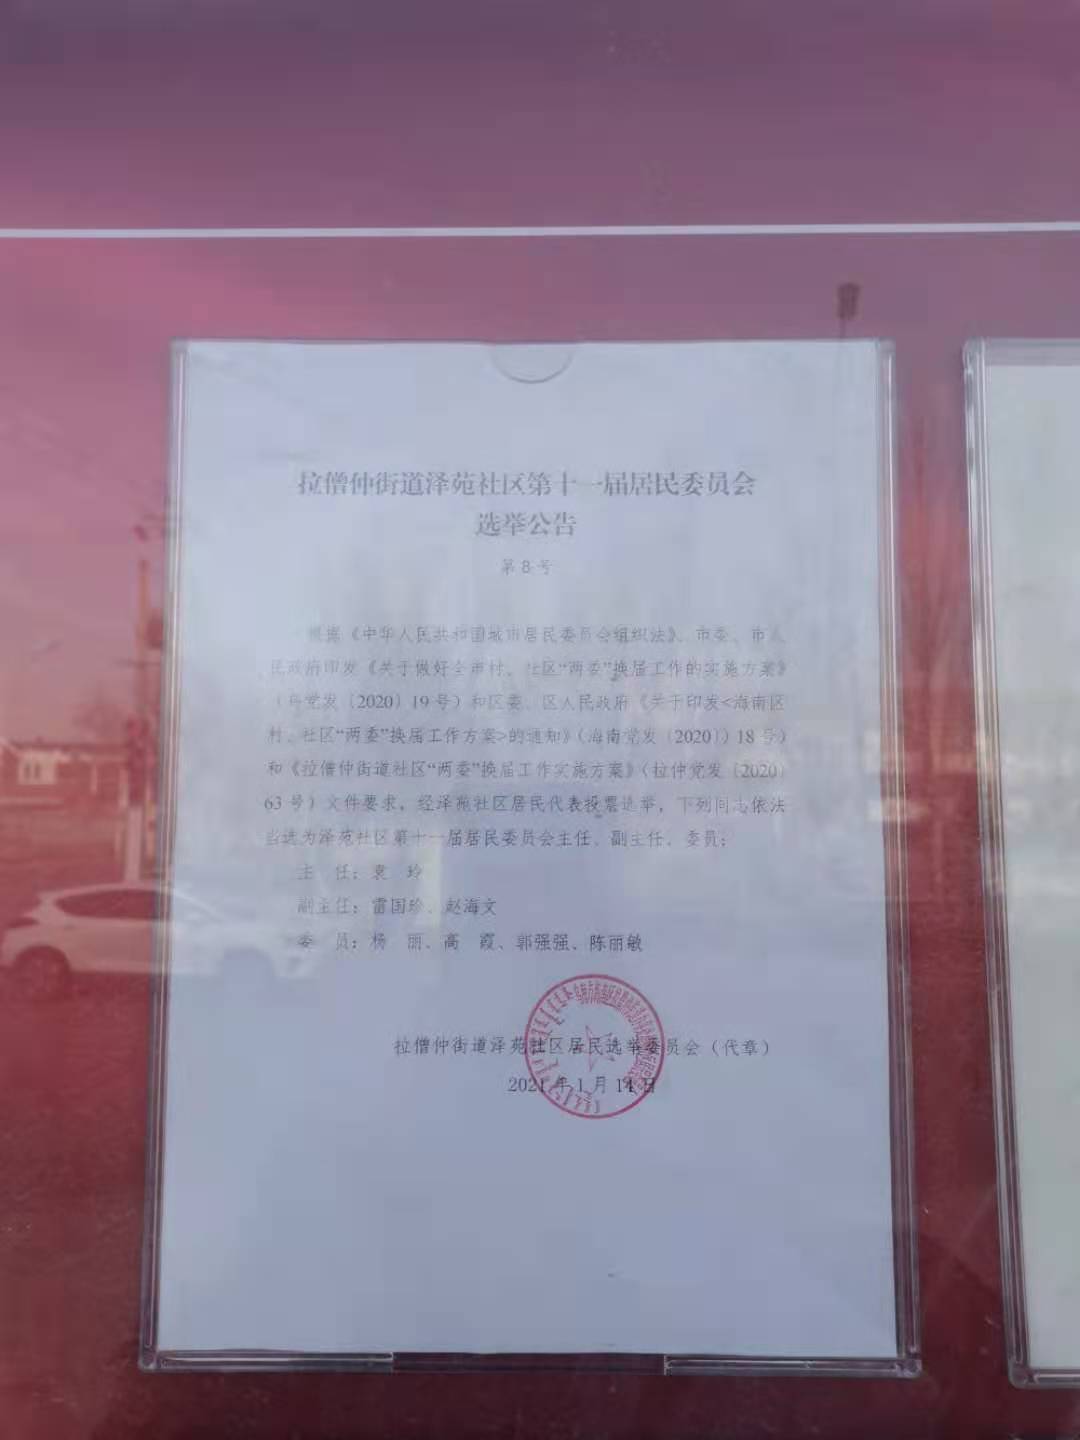 拉僧仲街道泽苑社区第十一届居民委员会
选举公告
第8号
根据《中华人民共和国城市居民委员会组织法》、市委、市人
民政府印发《关于做好全市村、社区“两委”换届工作的实施方案》
（乌党发〔2020〕19号）和区委、区人民政府《关于印发<海南区
村、社区“两委”换届工作方案>的通知》（海南党发〔2020〕18号）
和《拉僧仲街道社区“两委”换届工作实施方案》（拉仲党发〔2020〕
63号）文件要求，经泽苑社区居民代表投票选举，下列同志依法
当选为泽苑社区第十一届居民委员会主任、副主任、委员：
主 任：袁 玲
副主任：雷国珍、赵海文
委 员：杨 丽、高 霞、郭强强、陈丽敏
拉僧仲街道泽苑社区居民选举委员会（代章）
2021年1月14日